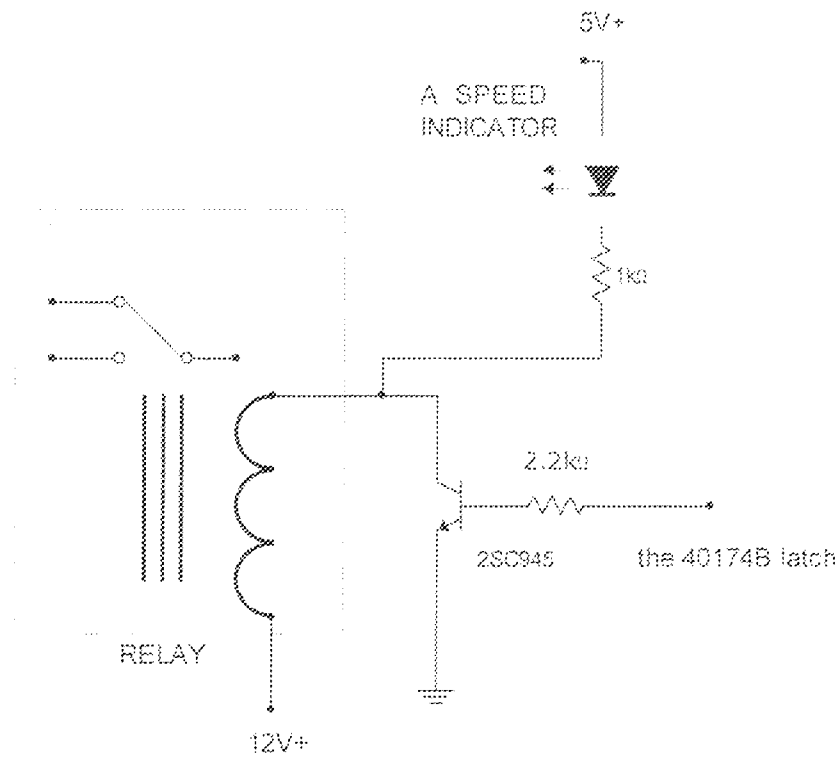 5V+
A SPEED
INDICATOR
1kΩ
2.2kΩ
2SC945
the 40174B latch
RELAY
12V+